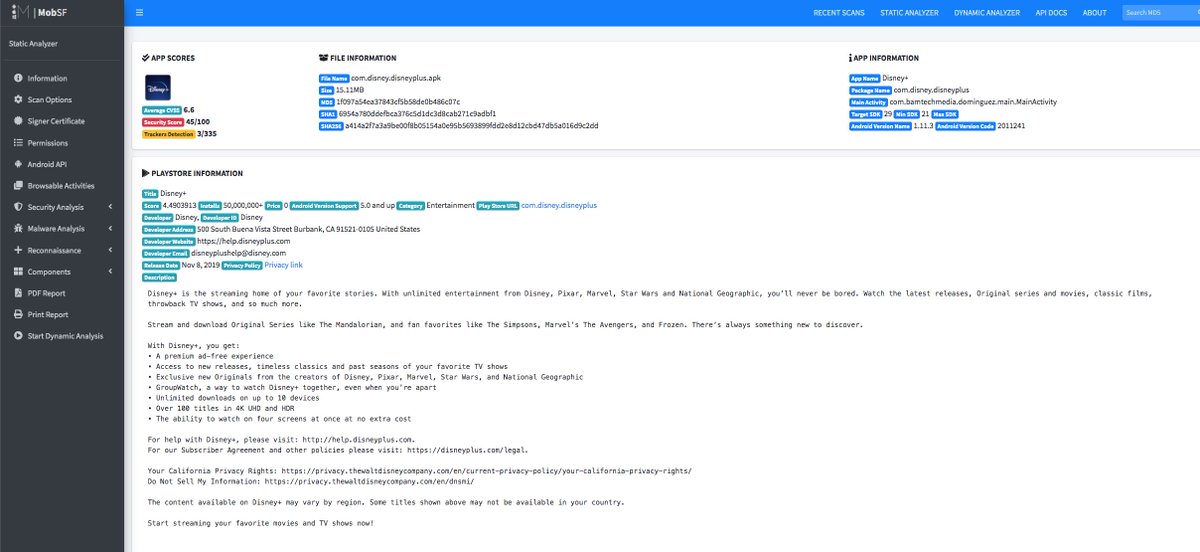 MobSF
RECENT SCANS STATIC ANALYZER DYNAMIC ANALYZER API DOCS ABOUT Search MD5
Static Analyzer
Information
Scan Options
Signer Certificate
Permissions
Android API
Browsable Activities
Security Analysis
Malware Analysis
Reconnaissance
Components
PDF Report
Print Report
Start Dynamic Analysis
APP SCORES
Disney+
Average CVSS 6.6
Security Score 45/100
Trackers Detection 3/335
FILE INFORMATION
File Name com.disney.disneyplus.apk
Size 15.11MB
MD5 1f097a54ea37843cf5b58de0b486c07c
SHA1 6954a780ddefbca376c5d1dc3d8cab271c9adbf1
SHA256 a414a2f7a3a9be00f8b05154a0e95b5693899fdd2e8d12cbd47db5a016d9c2dd
APP INFORMATION
App Name Disney+
Package Name com.disney.disneyplus
Main Activity com.bamtechmedia.dominguez.main.MainActivity
Target SDK 29 Min SDK 21 Max SDK
Android Version Name 1.11.3 Android Version Code 2011241
PLAYSTORE INFORMATION
Title Disney+
Score 4.4903913 Installs 50,000,000+ Price 0 Android Version Support 5.0 and up Category Entertainment Play Store URL com.disney.disneyplus
Developer Disney, Developer ID Disney
Developer Address 500 South Buena Vista Street Burbank, CA 91521-0105 United States
Developer Website https://help.disneyplus.com
Developer Email disneyplushelp@disney.com
Release Date Nov 8, 2019 Privacy Policy Privacy link
Description
Disney+ is the streaming home of your favorite stories. With unlimited entertainment from Disney, Pixar, Marvel, Star Wars and National Geographic, you'll never be bored. Watch the latest releases, Original series and movies, classic films,
throwback TV shows, and so much more.
Stream and download Original Series like The Mandalorian, and fan favorites like The Simpsons, Marvel's The Avengers, and Frozen. There's always something new to discover.
With Disney+, you get:
• A premium ad-free experience
• Access to new releases, timeless classics and past seasons of your favorite TV shows
• Exclusive new Originals from the creators of Disney, Pixar, Marvel, Star Wars, and National Geographic
• GroupWatch, a way to watch Disney+ together, even when you're apart
• Unlimited downloads on up to 10 devices
• Over 100 titles in 4K UHD and HDR
• The ability to watch on four screens at once at no extra cost
For help with Disney+, please visit: http://help.disneyplus.com.
For our Subscriber Agreement and other policies please visit: https://disneyplus.com/legal.
Your California Privacy Rights: https://privacy.thewaltdisneycompany.com/en/current-privacy-policy/your-california-privacy-rights/
Do Not Sell My Information: https://privacy.thewaltdisneycompany.com/en/dnsmi/
The content available on Disney+ may vary by region. Some titles shown above may not be available in your country.
Start streaming your favorite movies and TV shows now!